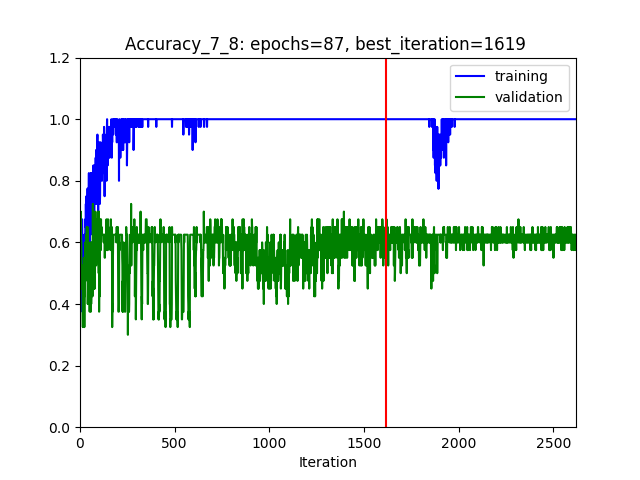 Accuracy_7_8: epochs=87, best_iteration=1619
training
validation
1.2
1.0
0.8
0.6
0.4
0.2
0.0
0 500 1000 1500 2000 2500
Iteration